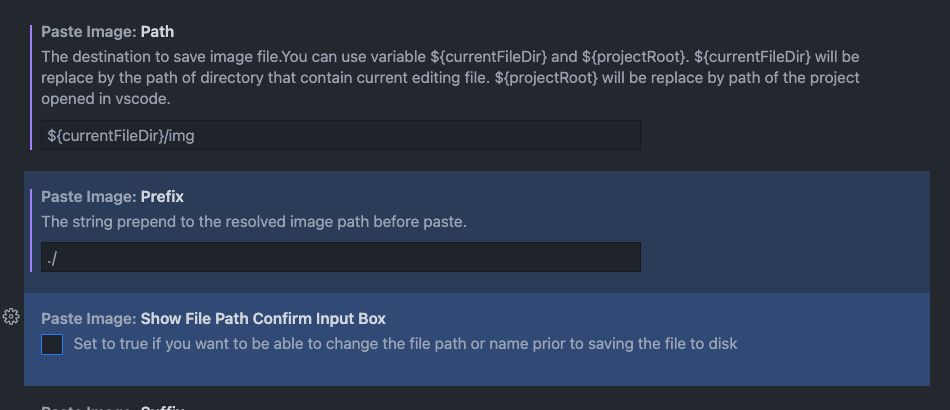 Paste Image: Path
The destination to save image file.You can use variable ${currentFileDir} and ${projectRoot}. ${currentFileDir} will be
replace by the path of directory that contain current editing file. ${projectRoot} will be replace by path of the project
opened in vscode.
${currentFileDir}/img
Paste Image: Prefix
The string prepend to the resolved image path before paste.
./
Paste Image: Show File Path Confirm Input Box
Set to true if you want to be able to change the file path or name prior to saving the file to disk
Paste Image: Suffix